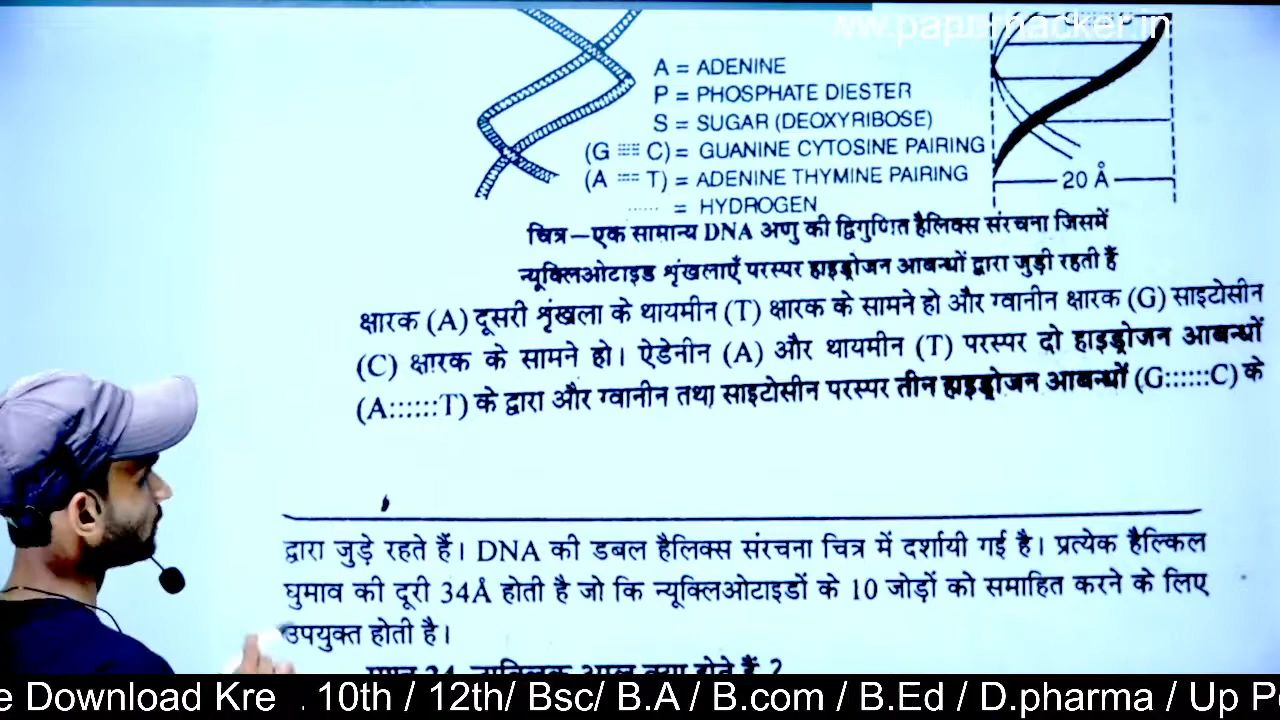 www.paperhacker.in
A = ADENINE
P = PHOSPHATE DIESTER
S = SUGAR (DEOXYRIBOSE)
(G ::: C) = GUANINE CYTOSINE PAIRING
(A ::: T) = ADENINE THYMINE PAIRING
...... = HYDROGEN
20 Å
चित्र—एक सामान्य DNA अणु की द्विगुणित हैलिक्स संरचना जिसमें
न्यूक्लिओटाइड शृंखलाएँ परस्पर हाइड्रोजन आबन्धों द्वारा जुड़ी रहती हैं
क्षारक (A) दूसरी शृंखला के थायमीन (T) क्षारक के सामने हो और ग्वानीन क्षारक (G) साइटोसीन
(C) क्षारक के सामने हो। ऐडेनीन (A) और थायमीन (T) परस्पर दो हाइड्रोजन आबन्धों
(A::::::T) के द्वारा और ग्वानीन तथा साइटोसीन परस्पर तीन हाइड्रोजन आबन्धों (G::::::C) के
द्वारा जुड़े रहते हैं। DNA की डबल हैलिक्स संरचना चित्र में दर्शायी गई है। प्रत्येक हैल्किल
घुमाव की दूरी 34Å होती है जो कि न्यूक्लिओटाइडों के 10 जोड़ों को समाहित करने के लिए
उपयुक्त होती है।
e Download Kre . 10th / 12th/ Bsc/ B.A / B.com / B.Ed / D.pharma / Up P